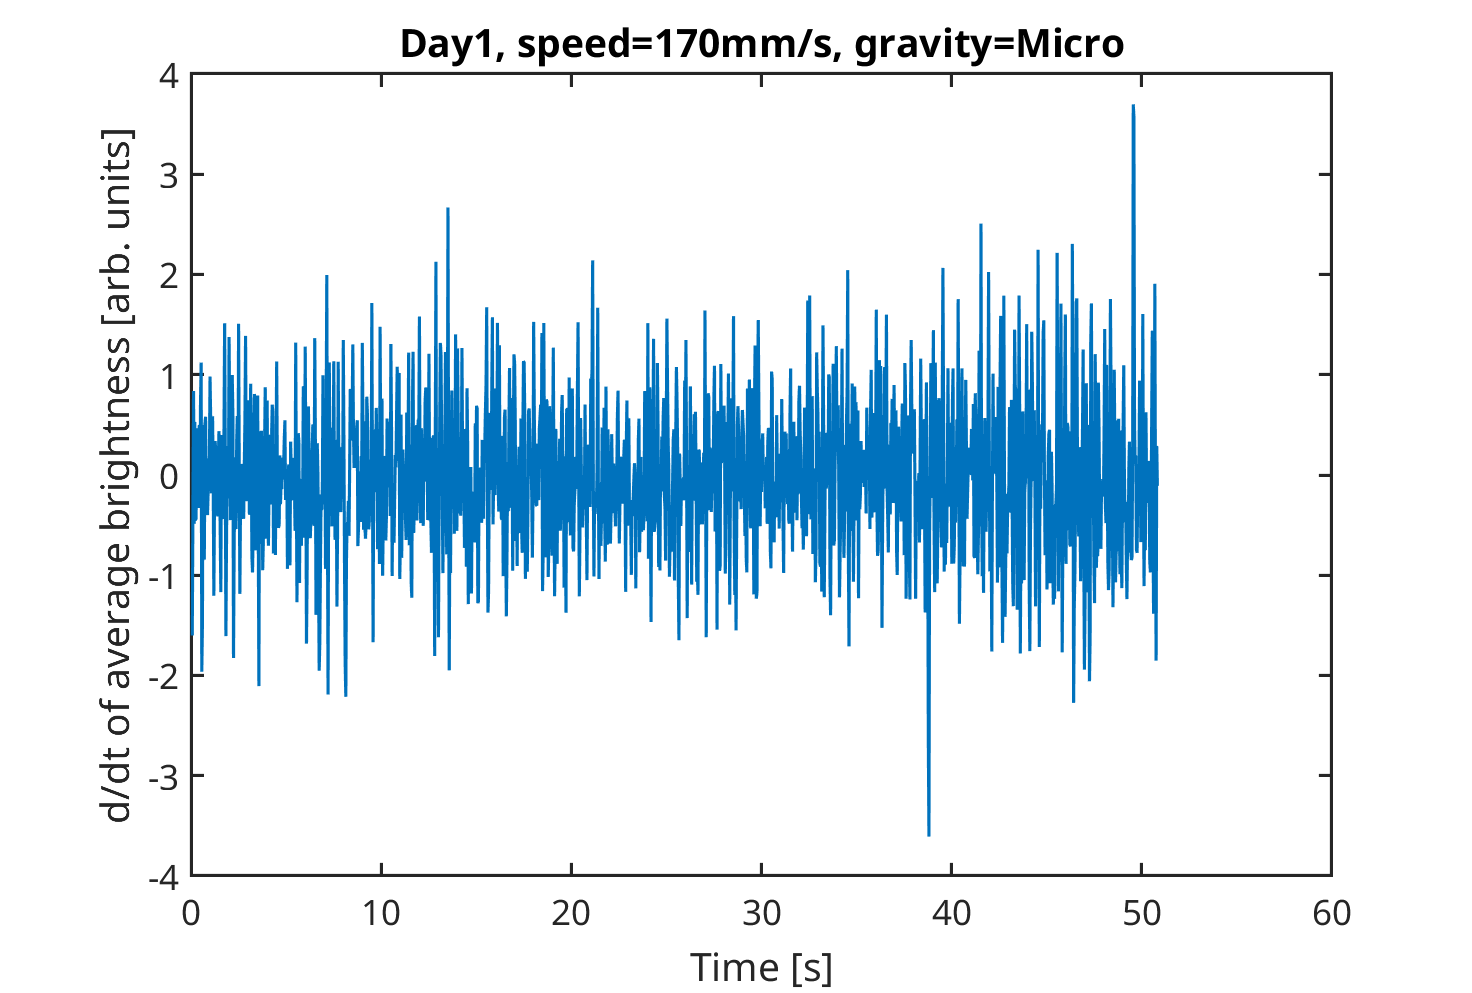 Day1, speed=170mm/s, gravity=Micro
d/dt of average brightness [arb. units]
4
3
2
1
0
-1
-2
-3
-4
0 10 20 30 40 50 60
Time [s]